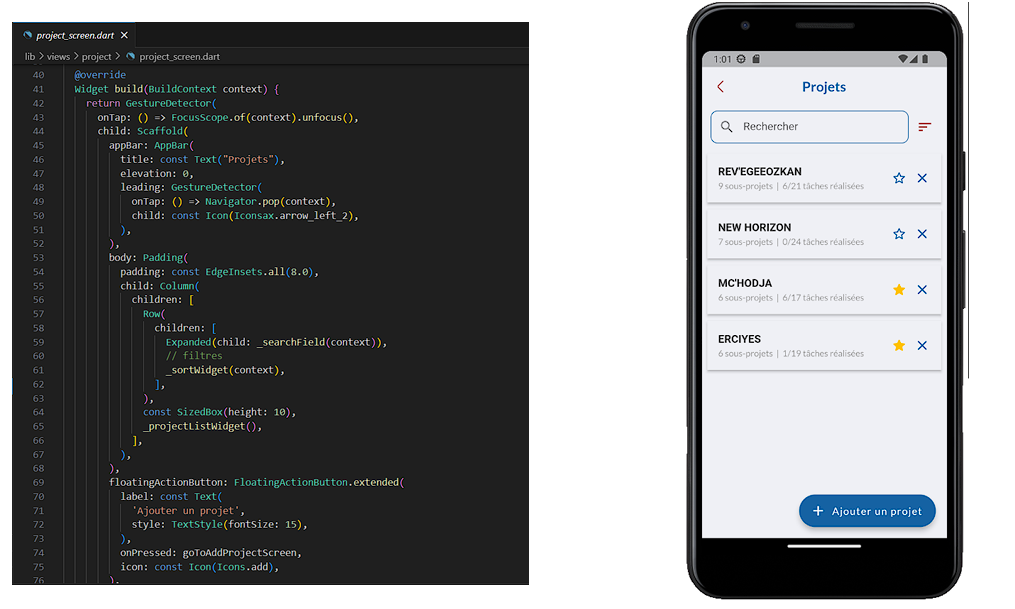 project_screen.dart ×
lib > views > project > project_screen.dart
40 @override
41 Widget build(BuildContext context) {
42 return GestureDetector(
43 onTap: () => FocusScope.of(context).unfocus(),
44 child: Scaffold(
45 appBar: AppBar(
46 title: const Text("Projets"),
47 elevation: 0,
48 leading: GestureDetector(
49 onTap: () => Navigator.pop(context),
50 child: const Icon(Iconsax.arrow_left_2),
51 ),
52 ),
53 body: Padding(
54 padding: const EdgeInsets.all(8.0),
55 child: Column(
56 children: [
57 Row(
58 children: [
59 Expanded(child: _searchField(context)),
60 // filtres
61 _sortWidget(context),
62 ],
63 ),
64 const SizedBox(height: 10),
65 _projectListWidget(),
66 ],
67 ),
68 ),
69 floatingActionButton: FloatingActionButton.extended(
70 label: const Text(
71 'Ajouter un projet',
72 style: TextStyle(fontSize: 15),
73 ),
74 onPressed: goToAddProjectScreen,
75 icon: const Icon(Icons.add),
76 ),
1:01
Projets
Rechercher
REV'EGEEOZKAN
9 sous-projets | 6/21 tâches réalisées
NEW HORIZON
7 sous-projets | 0/24 tâches réalisées
MC'HODJA
6 sous-projets | 6/17 tâches réalisées
ERCIYES
6 sous-projets | 1/19 tâches réalisées
+ Ajouter un projet